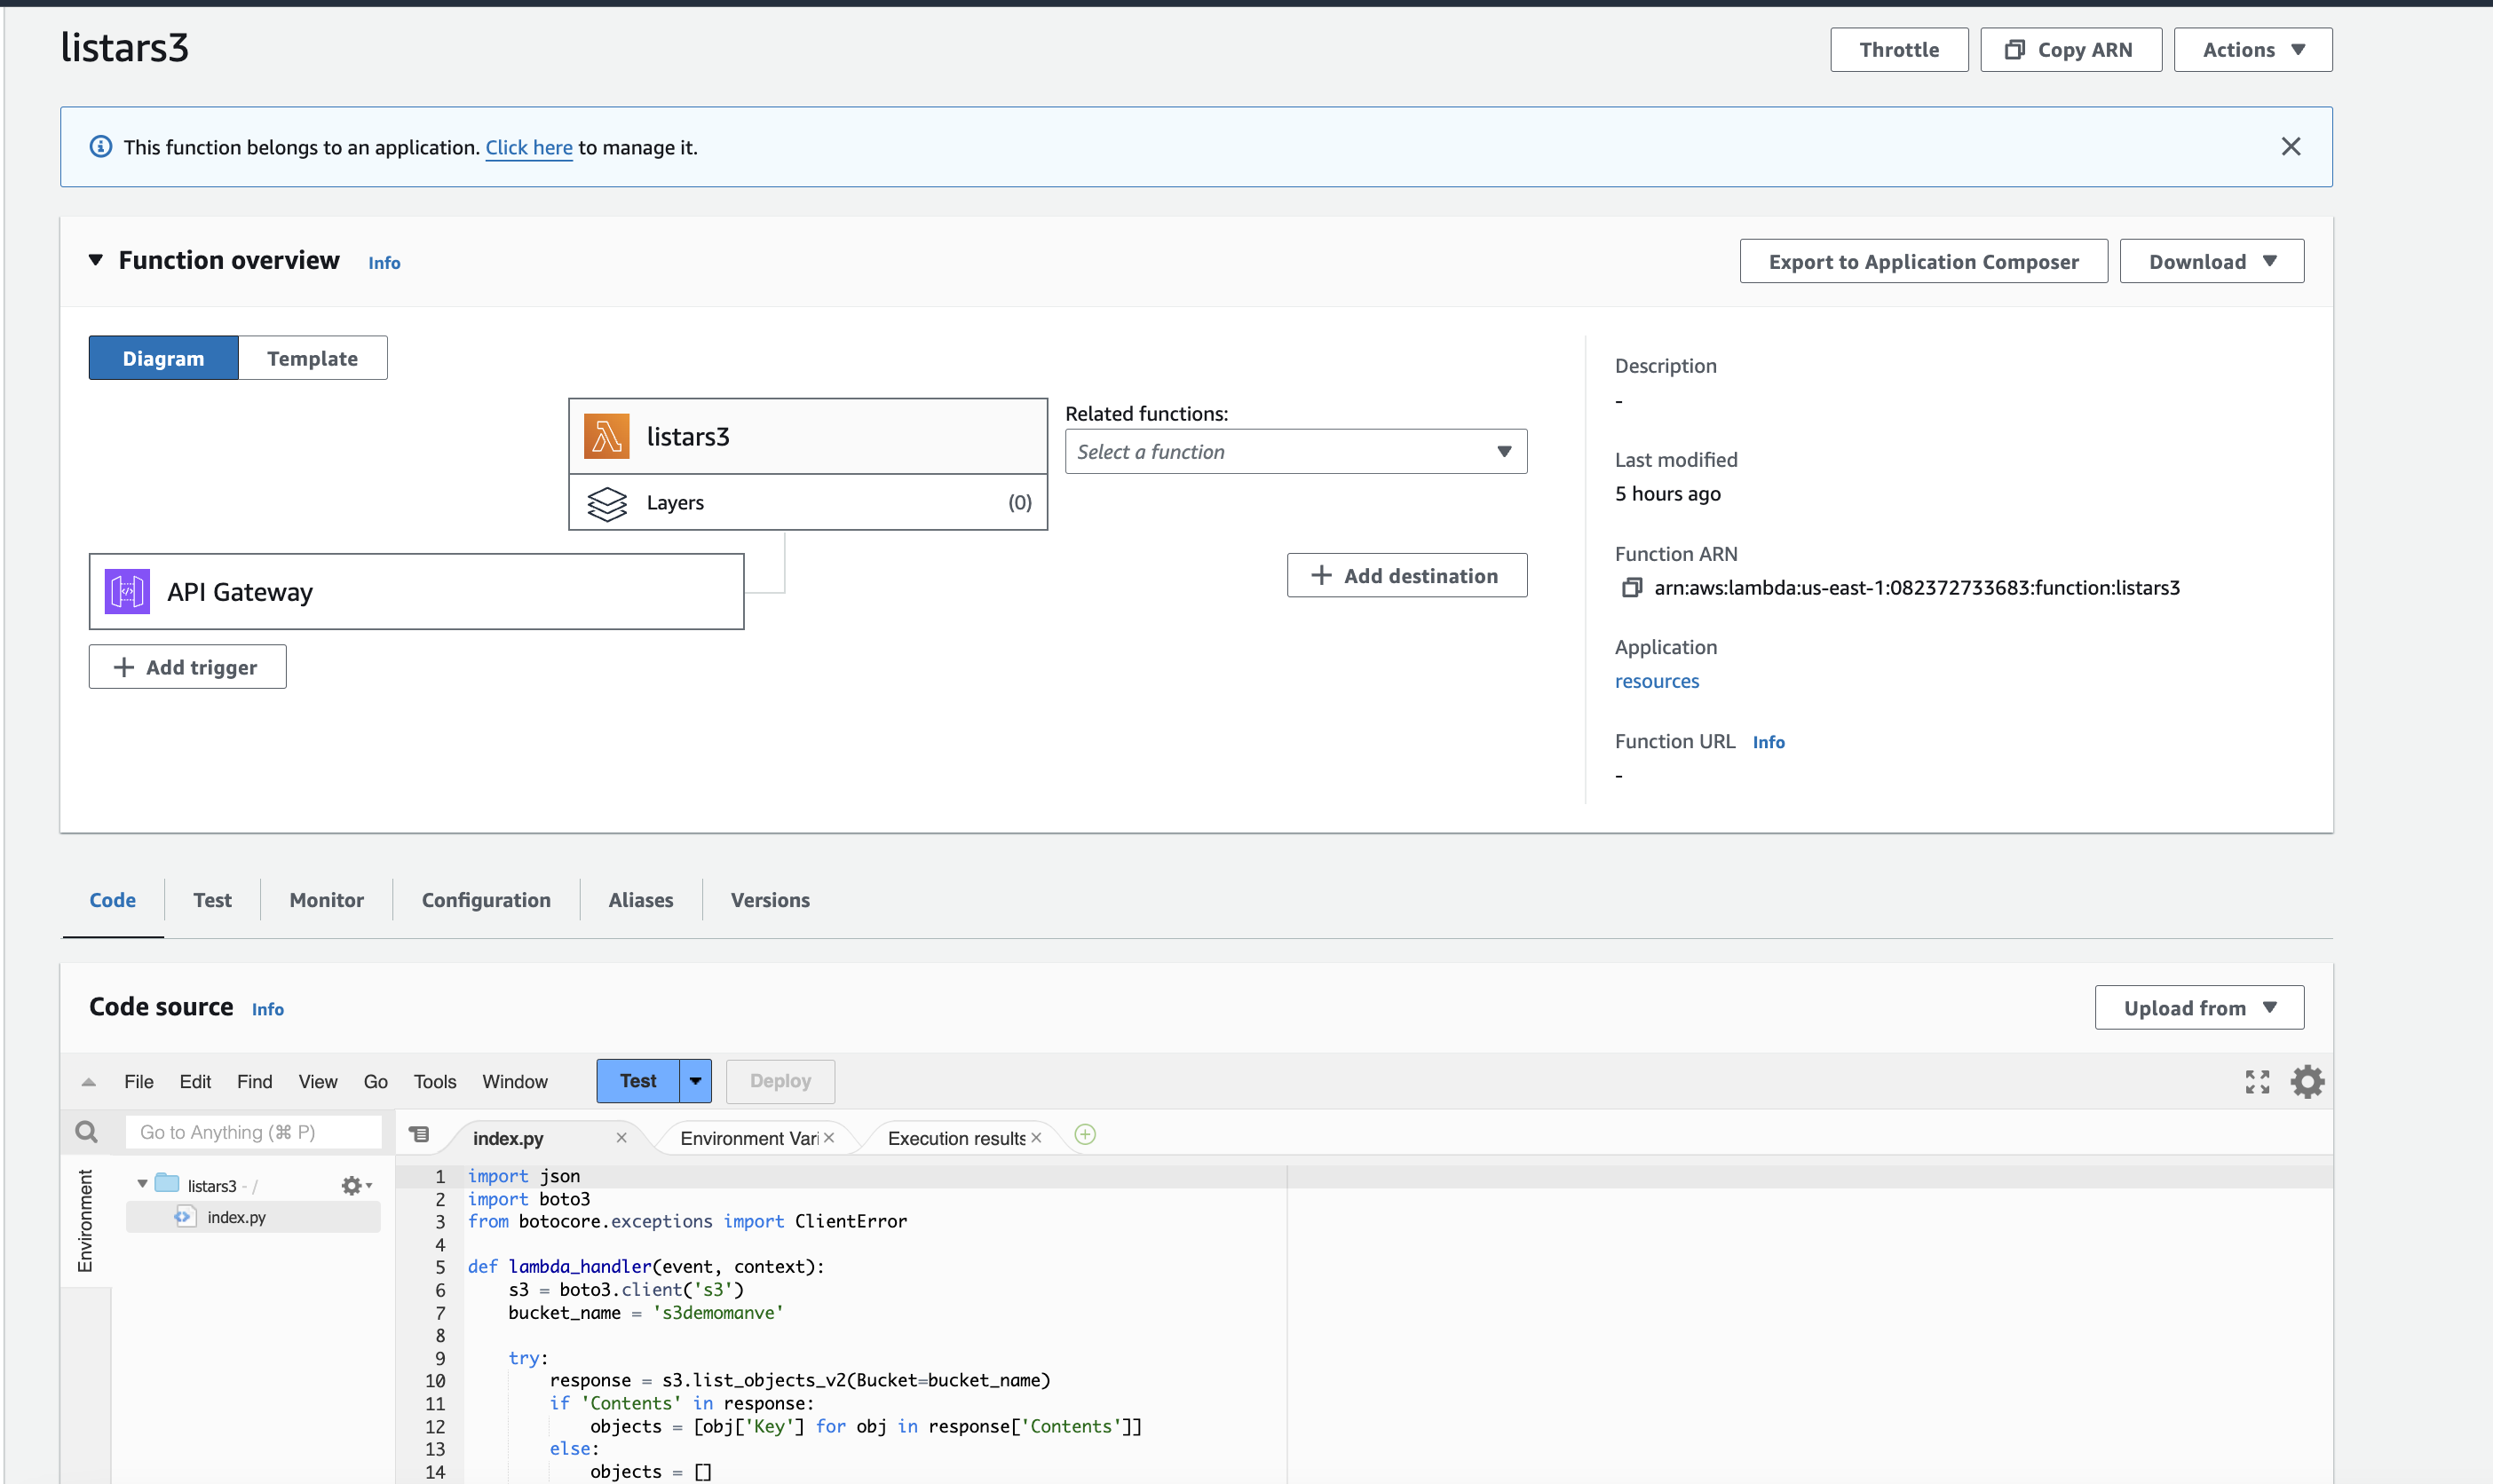 listars3
Throttle
Copy ARN
Actions
This function belongs to an application. Click here to manage it.
Function overview Info
Export to Application Composer
Download
Diagram
Template
listars3
Layers
(0)
Related functions:
Select a function
API Gateway
Add trigger
Add destination
Description
-
Last modified
5 hours ago
Function ARN
arn:aws:lambda:us-east-1:082372733683:function:listars3
Application
resources
Function URL Info
-
Code
Test
Monitor
Configuration
Aliases
Versions
Code source Info
Upload from
File
Edit
Find
View
Go
Tools
Window
Test
Deploy
Go to Anything (⌘ P)
index.py
Environment Vari
Execution results
Environment
listars3 - /
index.py
1 import json
2 import boto3
3 from botocore.exceptions import ClientError
4
5 def lambda_handler(event, context):
6 s3 = boto3.client('s3')
7 bucket_name = 's3demomanve'
8
9 try:
10 response = s3.list_objects_v2(Bucket=bucket_name)
11 if 'Contents' in response:
12 objects = [obj['Key'] for obj in response['Contents']]
13 else:
14 objects = []